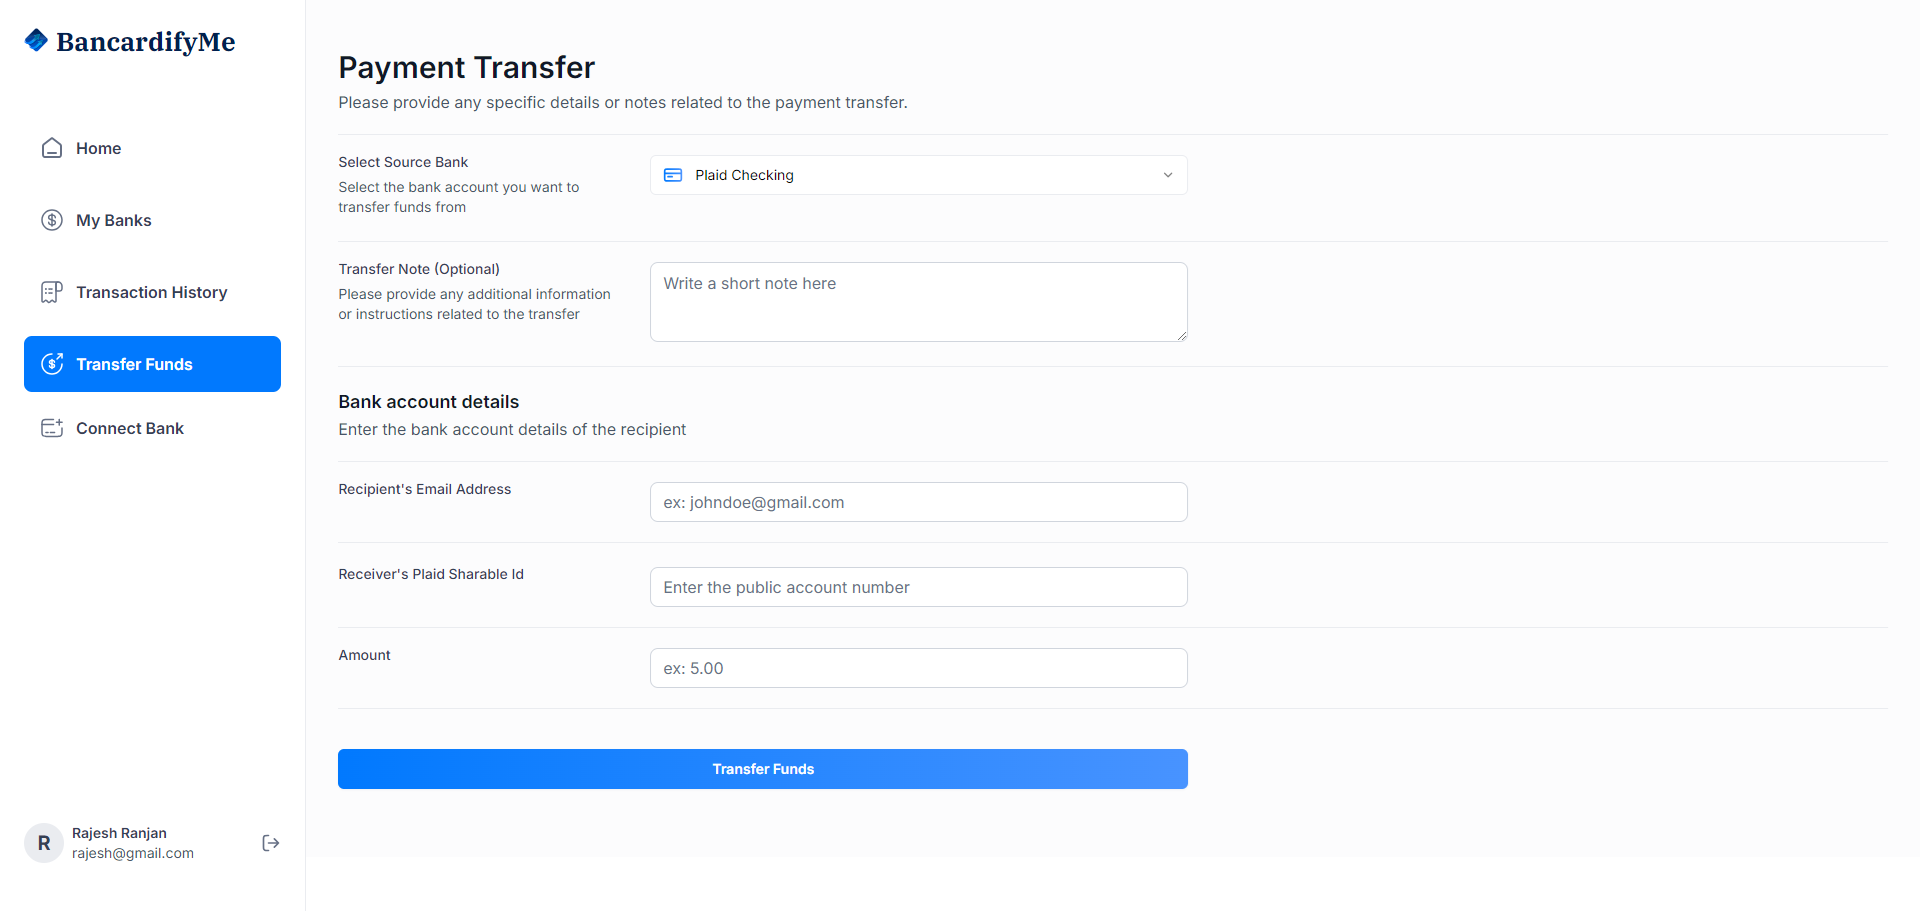 BancardifyMe
Home
My Banks
Transaction History
Transfer Funds
Connect Bank
R
Rajesh Ranjan
rajesh@gmail.com
Payment Transfer
Please provide any specific details or notes related to the payment transfer.
Select Source Bank
Select the bank account you want to
transfer funds from
Plaid Checking
Transfer Note (Optional)
Please provide any additional information
or instructions related to the transfer
Write a short note here
Bank account details
Enter the bank account details of the recipient
Recipient's Email Address
ex: johndoe@gmail.com
Receiver's Plaid Sharable Id
Enter the public account number
Amount
ex: 5.00
Transfer Funds